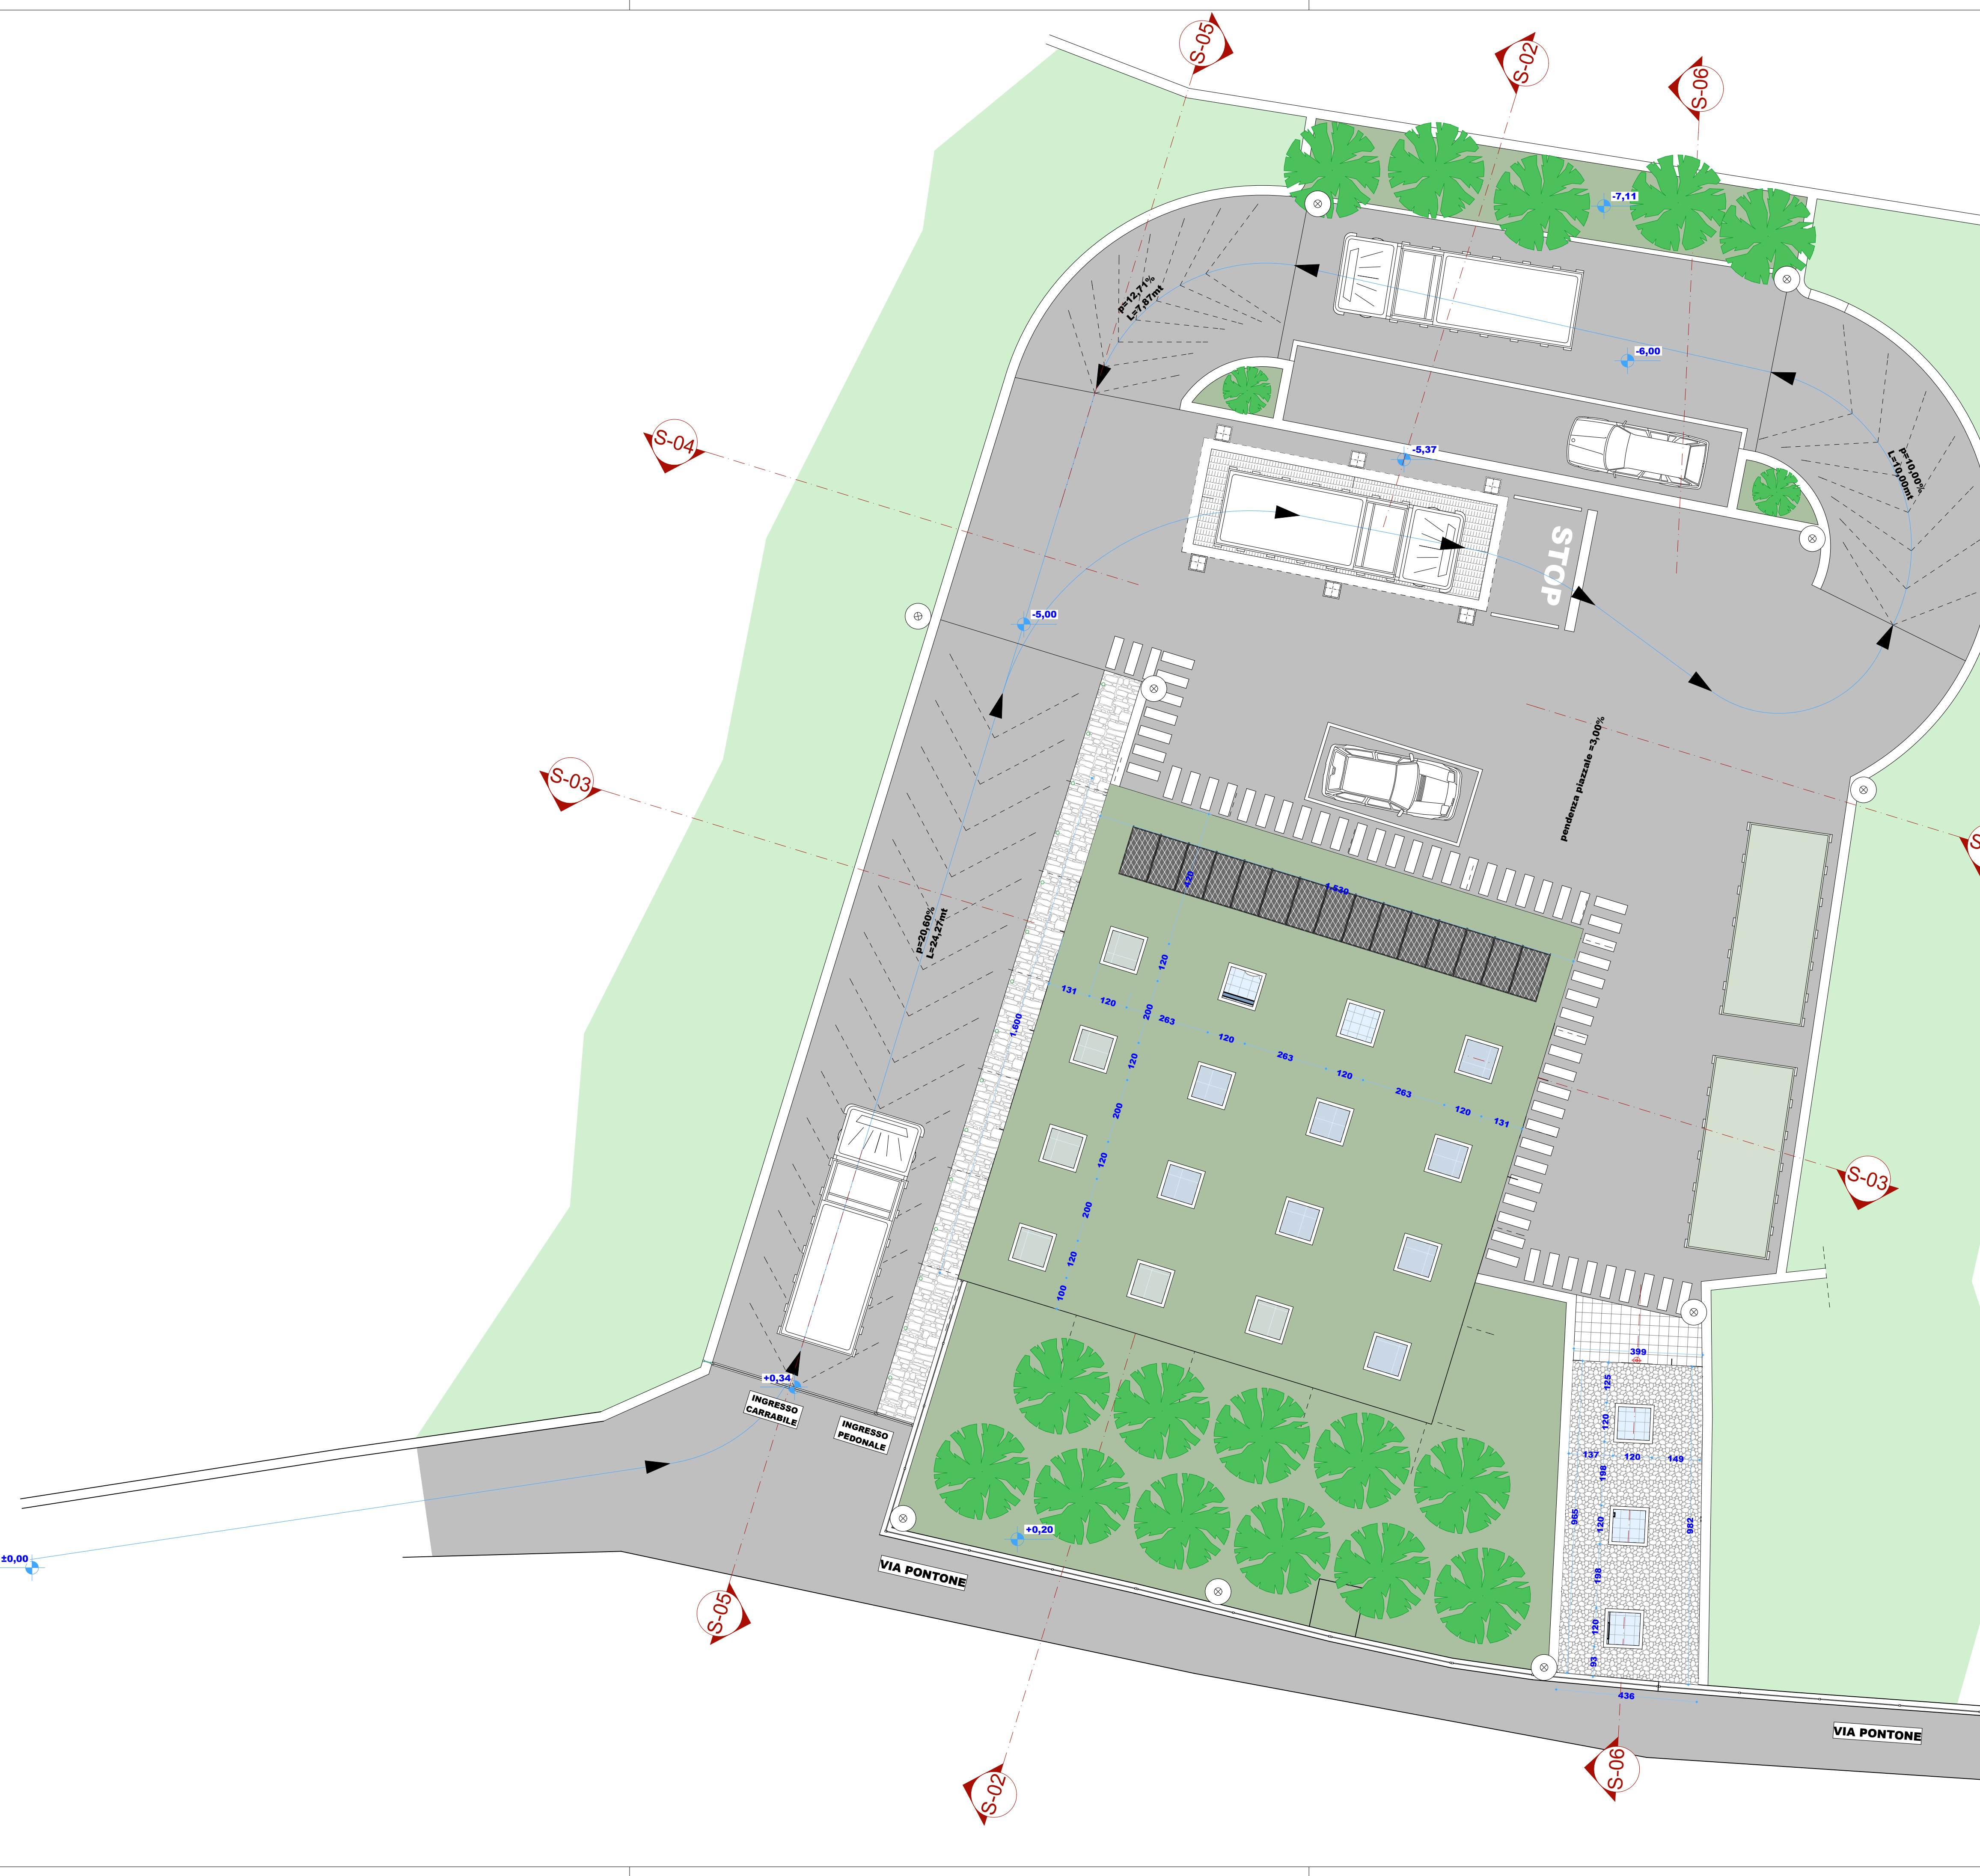 S-05
S-02
S-06
-7,11
p=12,71%
L=7,87mt
-6,00
-5,37
S-04
p=10,00%
L=10,00mt
STOP
-5,00
pendenza piazzale =3,00%
S-03
420
1.530
p=20,60%
L=24,27mt
120
131
120
200
263
120
263
120
263
120
131
1.600
120
200
120
200
120
100
S-03
+0,34
INGRESSO
CARRABILE
INGRESSO
PEDONALE
399
125
120
137
120
149
198
965
120
982
198
120
93
436
±0,00
+0,20
VIA PONTONE
S-05
VIA PONTONE
S-02
S-06